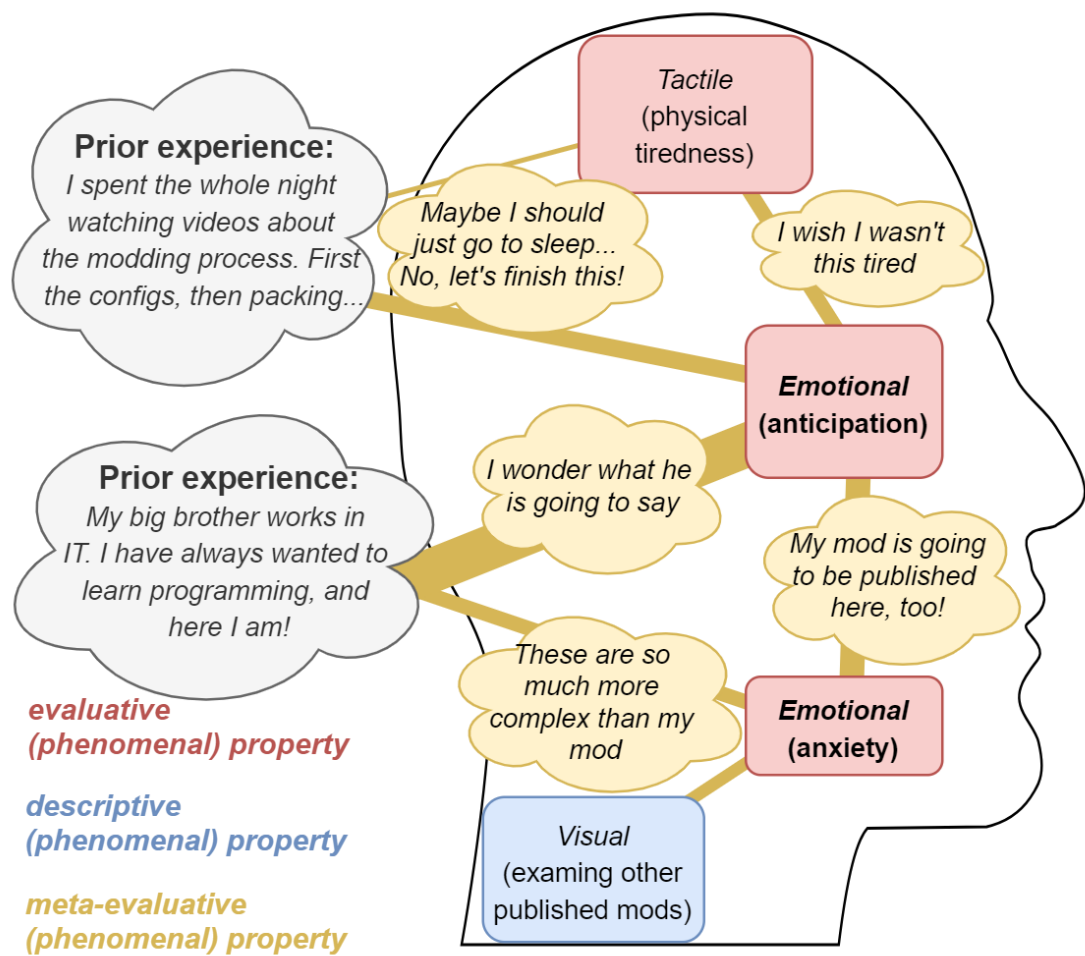 Tactile
(physical
tiredness)
Prior experience:
I spent the whole night
watching videos about
the modding process. First
the configs, then packing...
Maybe I should
just go to sleep...
No, let's finish this!
I wish I wasn't
this tired
Emotional
(anticipation)
Prior experience:
My big brother works in
IT. I have always wanted to
learn programming, and
here I am!
I wonder what he
is going to say
My mod is going
to be published
here, too!
These are so
much more
complex than my
mod
Emotional
(anxiety)
Visual
(examing other
published mods)
evaluative
(phenomenal) property
descriptive
(phenomenal) property
meta-evaluative
(phenomenal) property